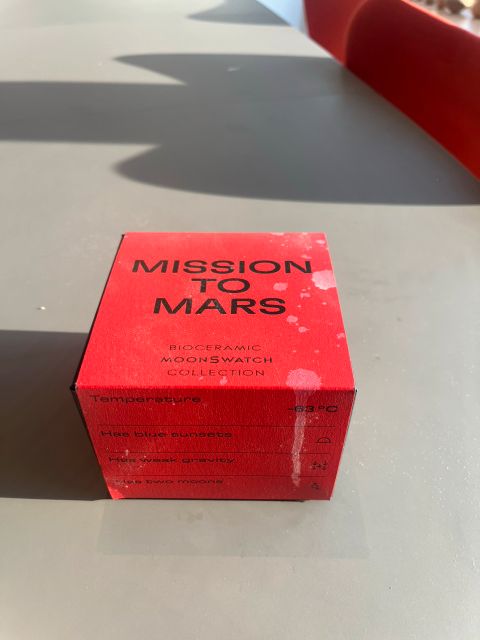 MISSION
TO
MARS
BIOCERAMIC
MOONSWATCH
COLLECTION
Temperature -63 °C
Has blue sunsets
Has weak gravity
Has two moons